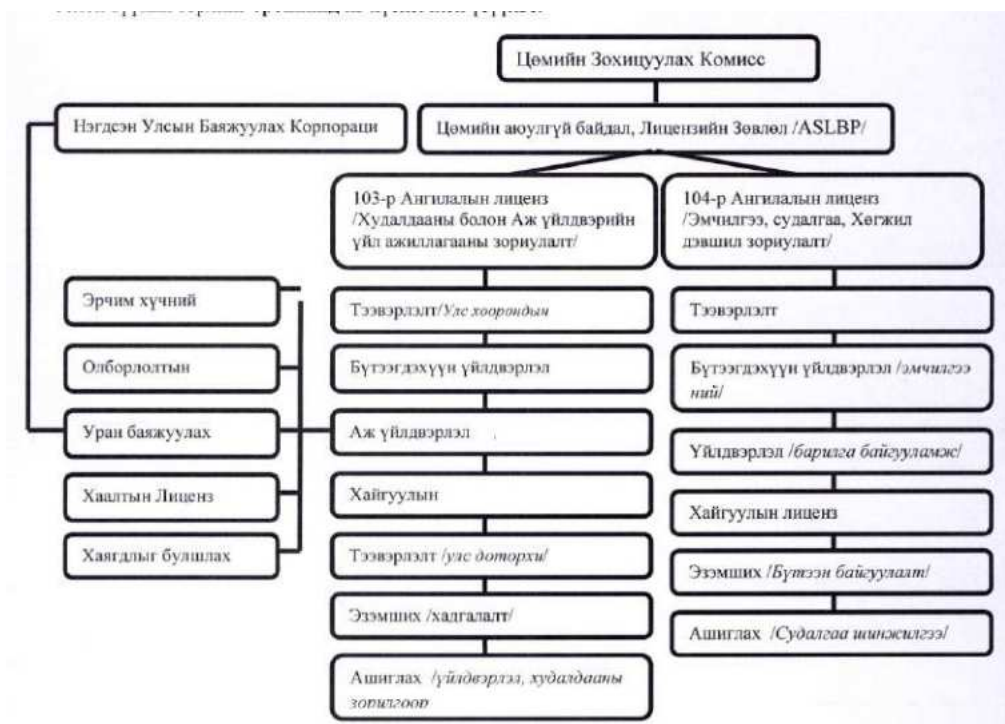 Цөмийн Зохицуулах Комисс
Нэгдсэн Улсын Баяжуулах Корпораци
Цөмийн аюулгүй байдал, Лицензийн Зөвлөл /ASLBP/
103-р Ангилалын лиценз
/Худалдааны болон Аж үйлдвэрийн
үйл ажиллагааны зориулалт/
104-р Ангилалын лиценз
/Эмчилгээ, судалгаа, Хөгжил
дэвшил зориулалт/
Эрчим хүчний
Олборлолтын
Уран баяжуулах
Хаалтын Лиценз
Хаягдлыг булшлах
Тээвэрлэлт/Улс хоорондын
Бүтээгдэхүүн үйлдвэрлэл
Аж үйлдвэрлэл
Хайгуулын
Тээвэрлэлт /улс доторхи/
Эзэмших /хадгалалт/
Ашиглах /үйлдвэрлэл, худалдааны
зорилгоор
Тээвэрлэлт
Бүтээгдэхүүн үйлдвэрлэл /эмчилгээ
ний/
Үйлдвэрлэл /барилга байгууламж/
Хайгуулын лиценз
Эзэмших /Бүтээн байгуулалт/
Ашиглах /Судалгаа шинжилгээ/